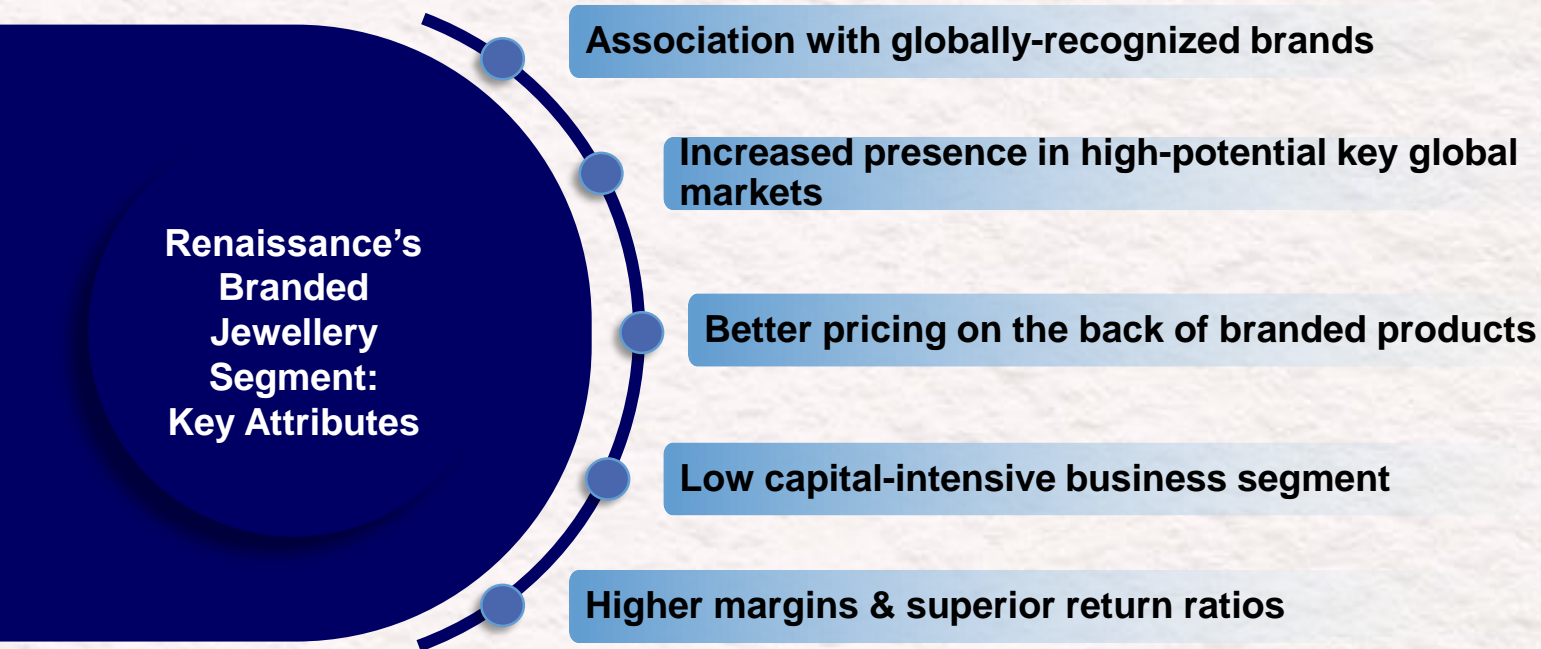 Renaissance’s
Branded
Jewellery
Segment:
Key Attributes
Association with globally-recognized brands
Increased presence in high-potential key global
markets
Better pricing on the back of branded products
Low capital-intensive business segment
Higher margins & superior return ratios